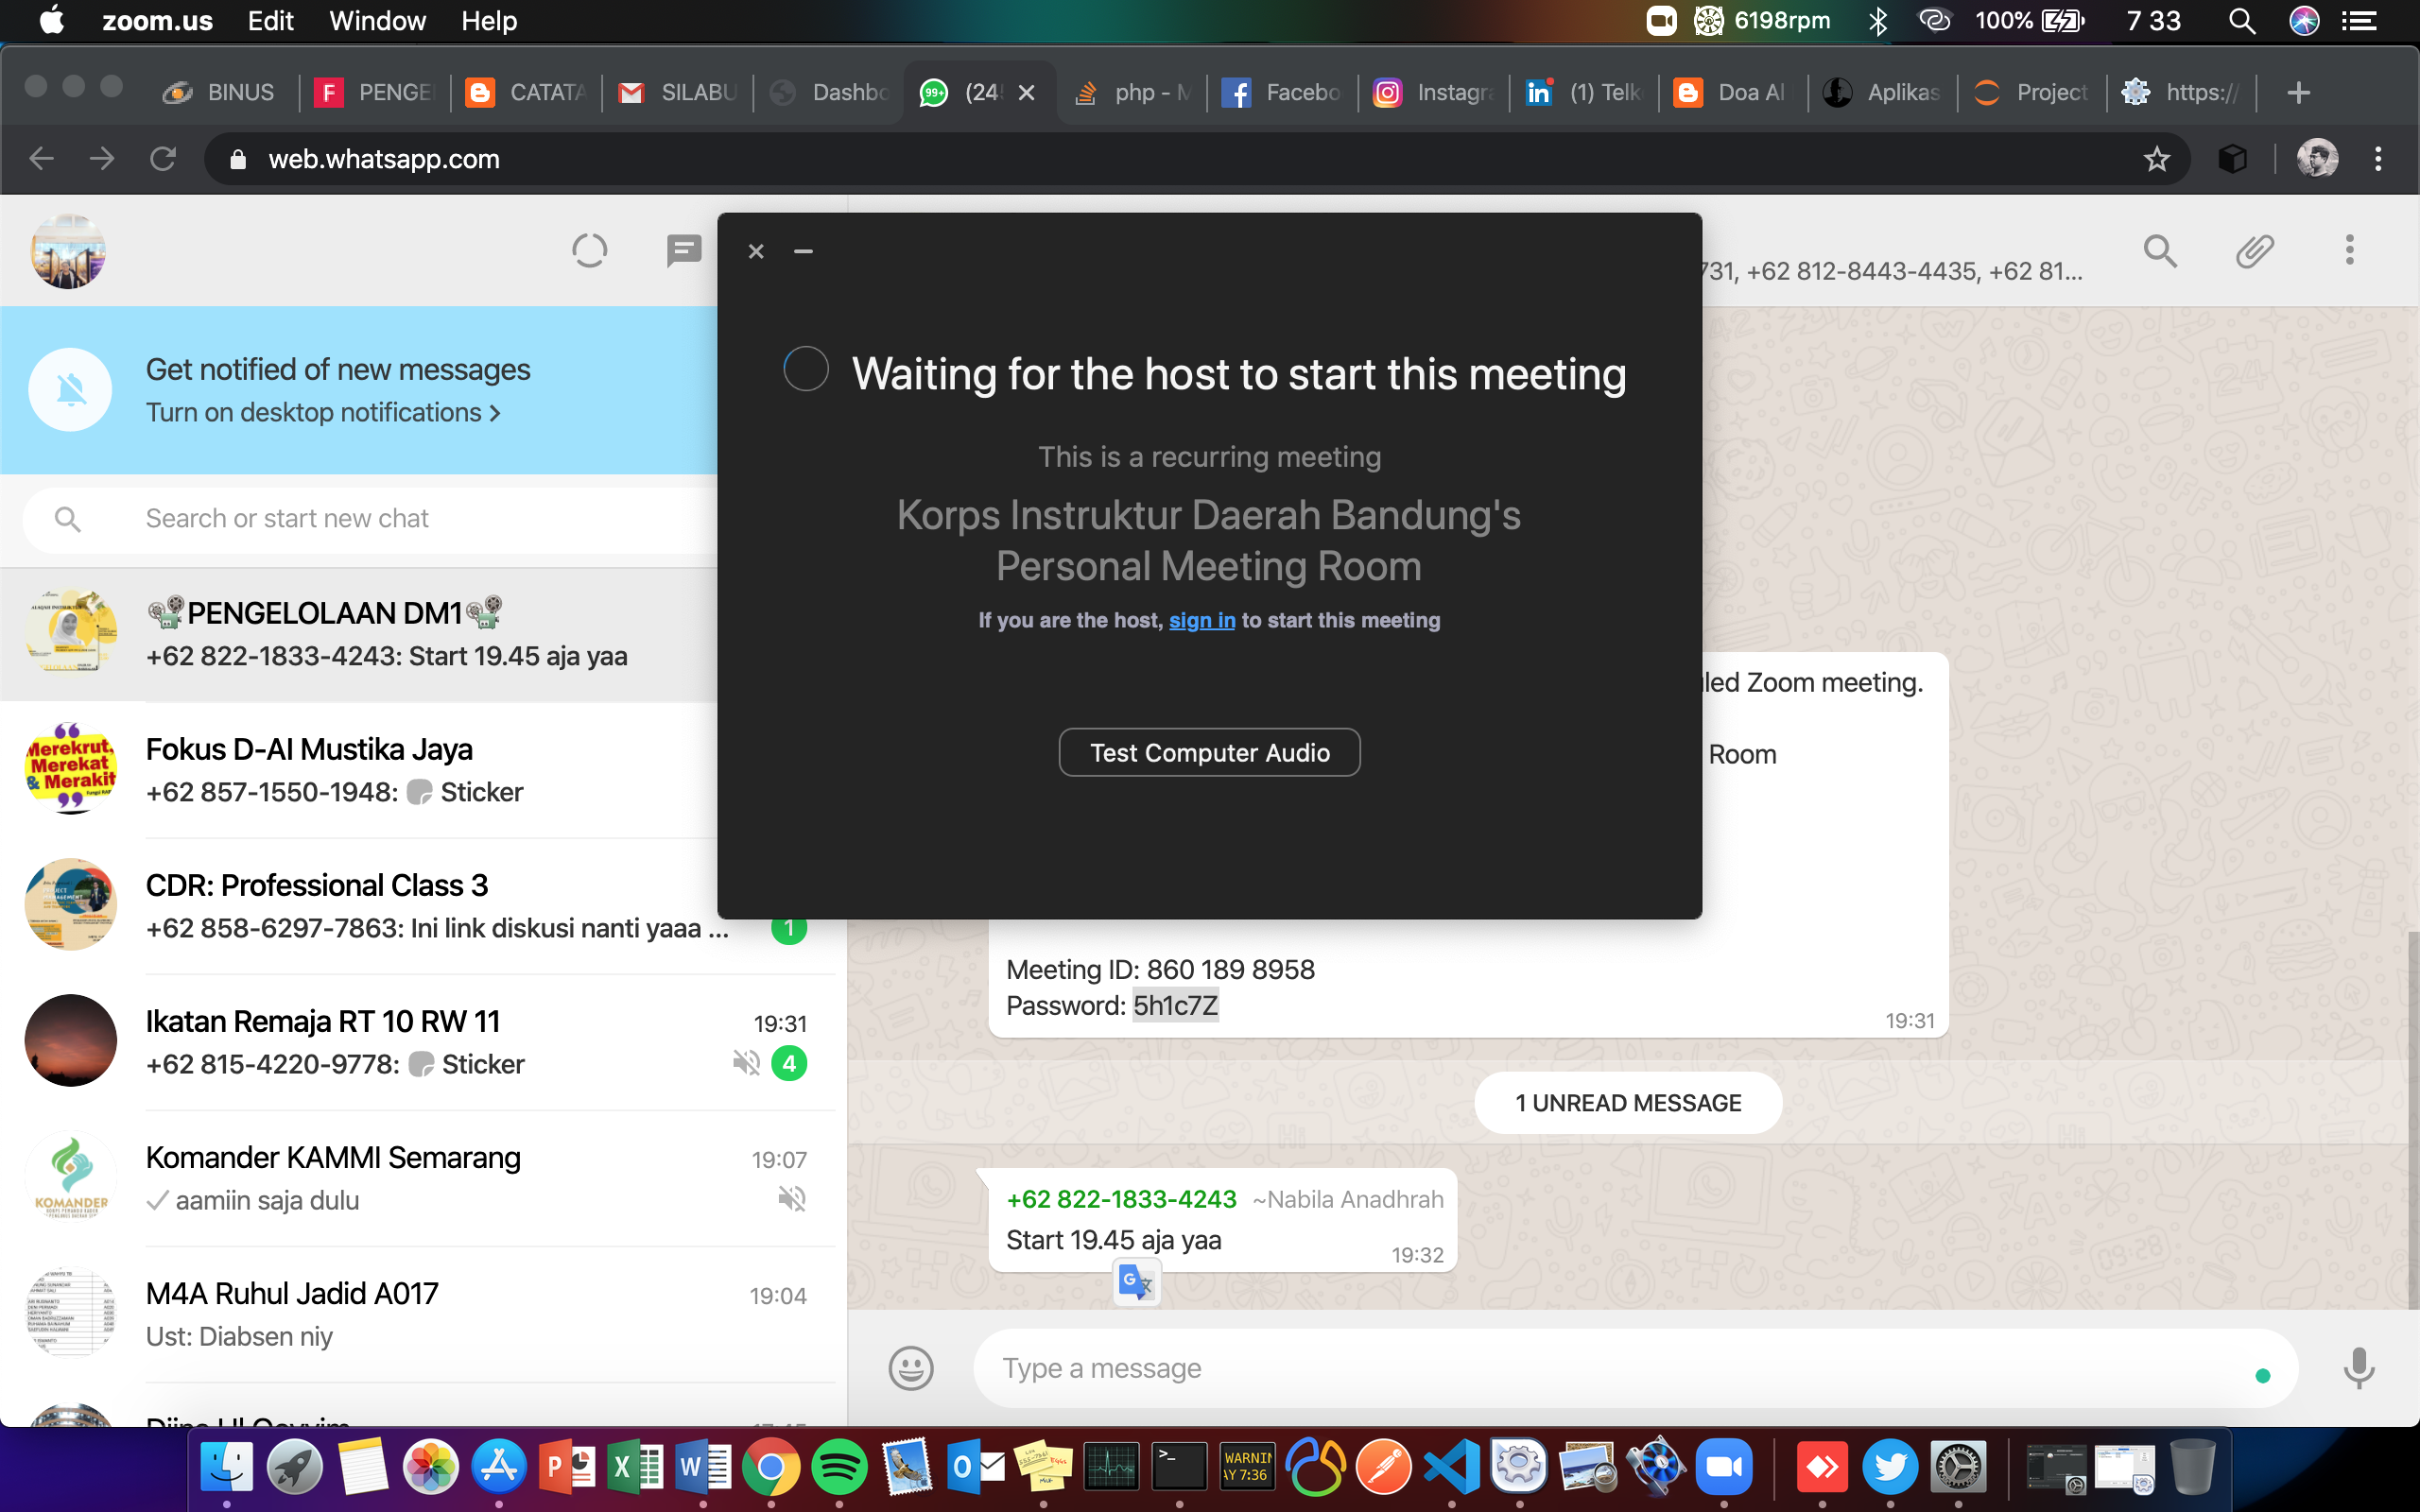 zoom.us Edit Window Help 6198rpm 100% 7 33
BINUS PENGE CATATA SILABU Dashbo (24 php - M Facebo Instagra (1) Telk Doa Al Aplikas Project https://
web.whatsapp.com
731, +62 812-8443-4435, +62 81...
Get notified of new messages
Turn on desktop notifications >
Search or start new chat
PENGELOLAAN DM1
+62 822-1833-4243: Start 19.45 aja yaa
Fokus D-AI Mustika Jaya
+62 857-1550-1948: Sticker
CDR: Professional Class 3
+62 858-6297-7863: Ini link diskusi nanti yaaa ...
1
Ikatan Remaja RT 10 RW 11
19:31
+62 815-4220-9778: Sticker
4
Komander KAMMI Semarang
19:07
aamiin saja dulu
M4A Ruhul Jadid A017
19:04
Ust: Diabsen niy
Merekrut,
Merekat
& Merakit
KOMANDER
Waiting for the host to start this meeting
This is a recurring meeting
Korps Instruktur Daerah Bandung's
Personal Meeting Room
If you are the host, sign in to start this meeting
Test Computer Audio
led Zoom meeting.
Room
Meeting ID: 860 189 8958
Password: 5h1c7Z
19:31
1 UNREAD MESSAGE
+62 822-1833-4243 ~Nabila Anadhrah
Start 19.45 aja yaa
19:32
Type a message
WARNIN
AY 7:36